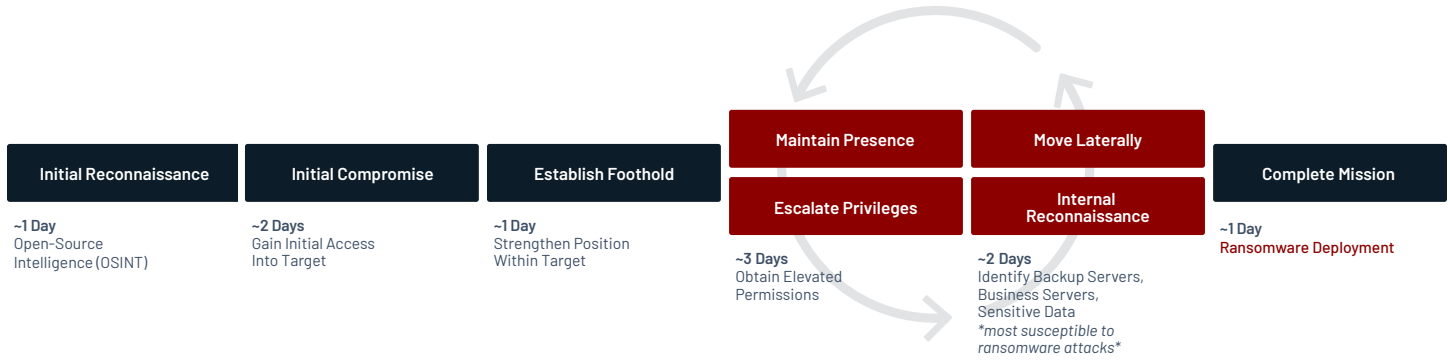 Initial Reconnaissance
~1 Day
Open-Source
Intelligence (OSINT)
Initial Compromise
~2 Days
Gain Initial Access
Into Target
Establish Foothold
~1 Day
Strengthen Position
Within Target
Maintain Presence
Move Laterally
Escalate Privileges
~3 Days
Obtain Elevated
Permissions
Internal
Reconnaissance
~2 Days
Identify Backup Servers,
Business Servers,
Sensitive Data
*most susceptible to
ransomware attacks*
Complete Mission
~1 Day
Ransomware Deployment